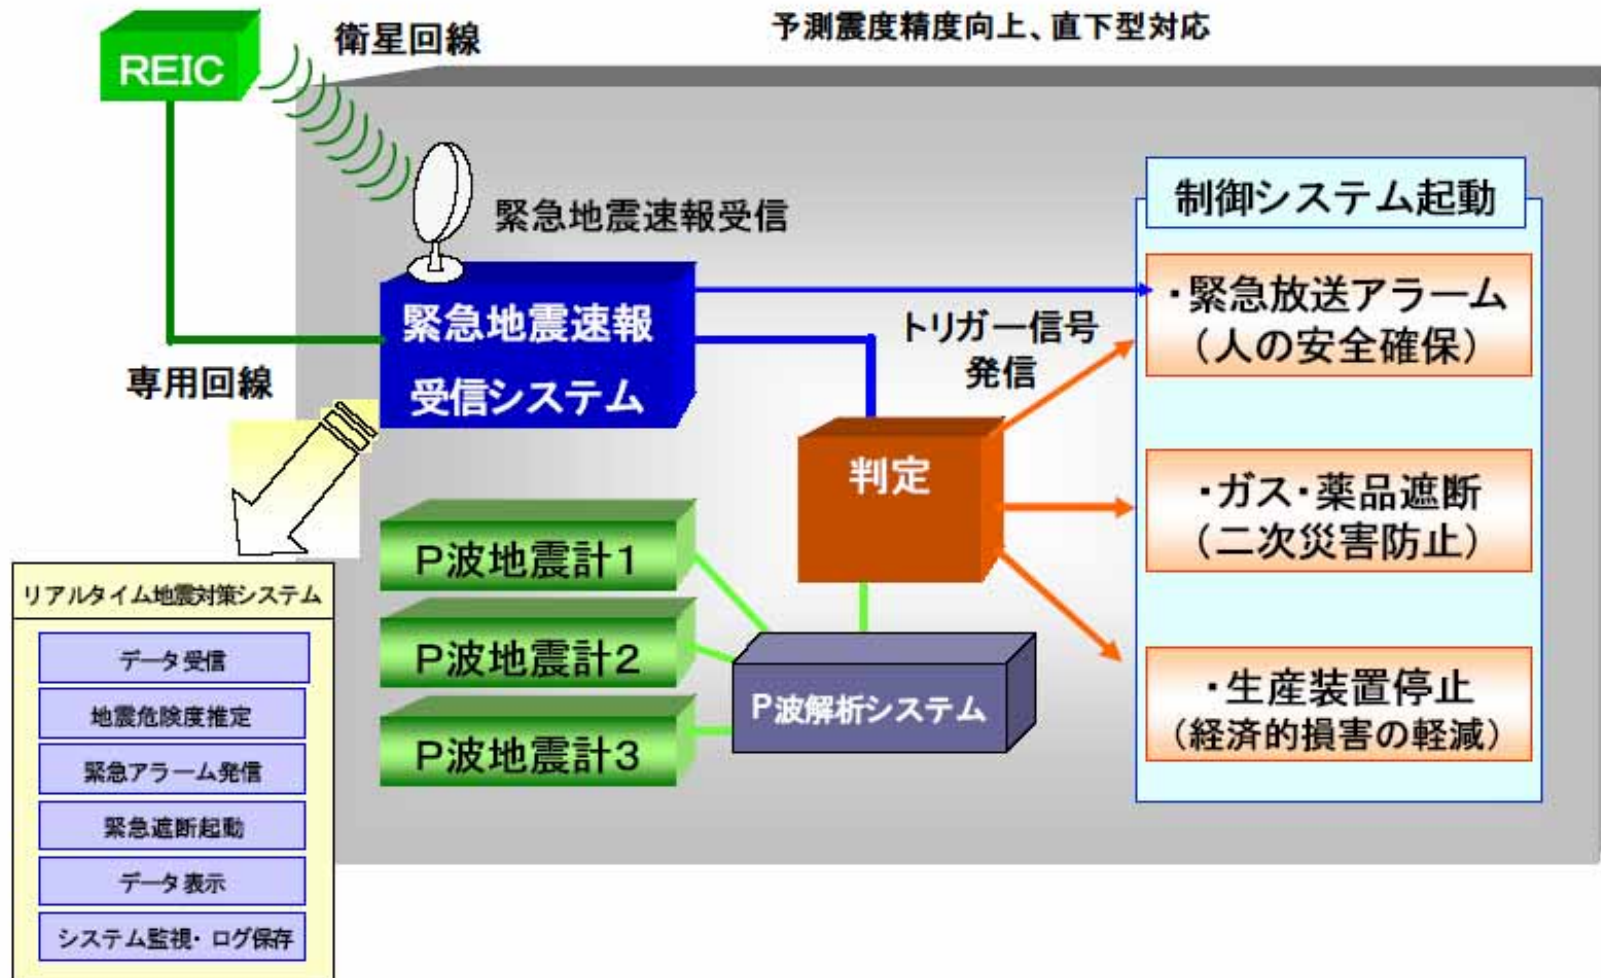 予測震度精度向上、直下型対応
衛星回線
REIC
緊急地震速報受信
制御システム起動
緊急地震速報
受信システム
専用回線
トリガー信号
発信
・緊急放送アラーム
(人の安全確保)
判定
・ガス・薬品遮断
(二次災害防止)
P波地震計1
P波地震計2
P波地震計3
P波解析システム
・生産装置停止
(経済的損害の軽減)
リアルタイム地震対策システム
データ受信
地震危険度推定
緊急アラーム発信
緊急遮断起動
データ表示
システム監視・ログ保存